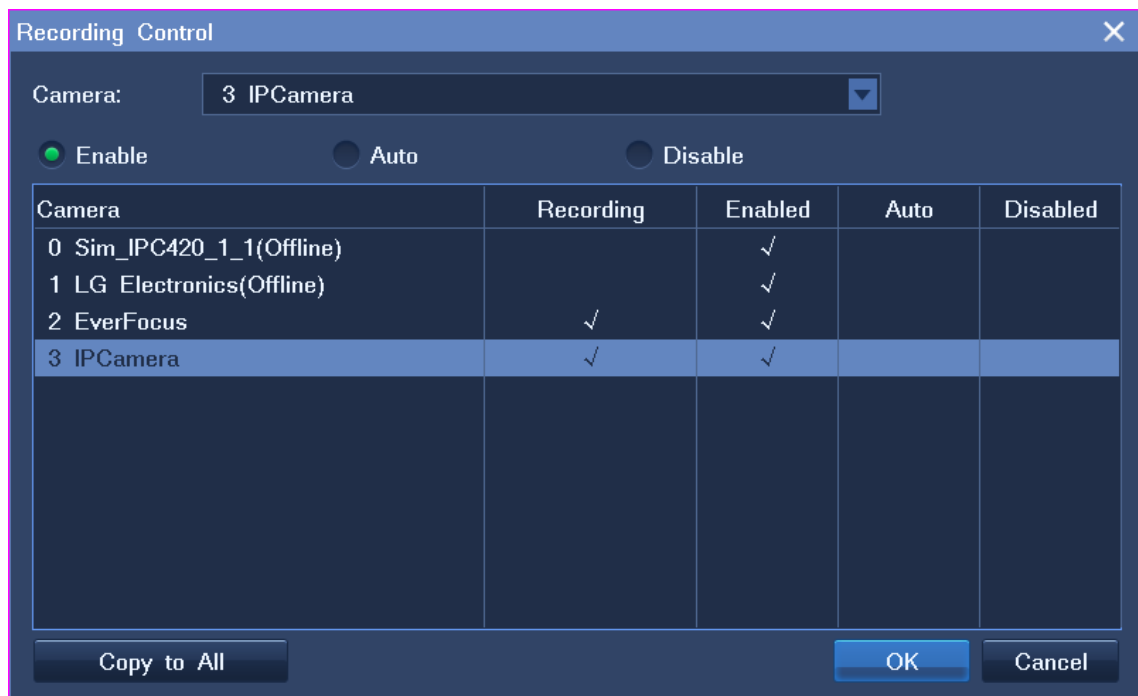 Recording Control
Camera: 3 IPCamera
Enable Auto Disable
Camera Recording Enabled Auto Disabled
0 Sim_IPC420_1_1(Offline) √
1 LG Electronics(Offline) √
2 EverFocus √ √
3 IPCamera √ √
Copy to All OK Cancel